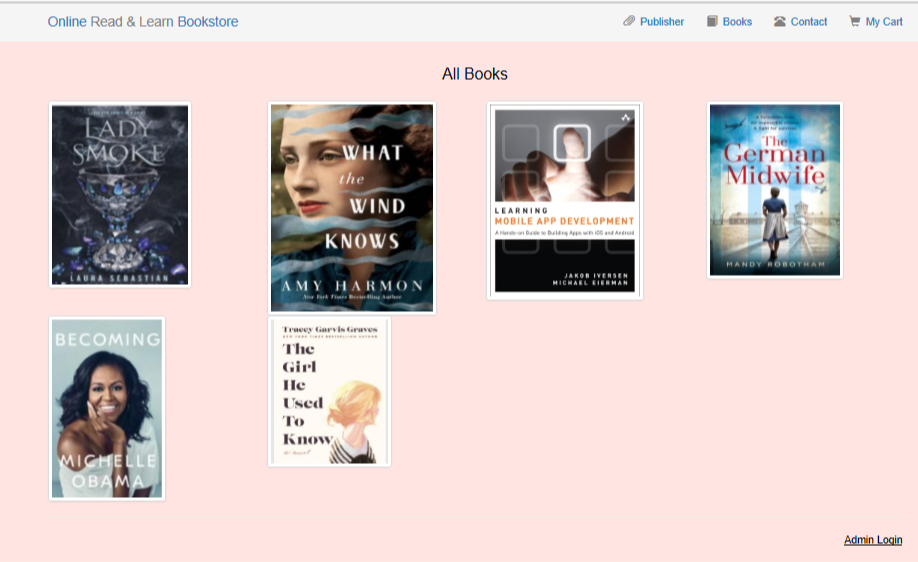 Online Read & Learn Bookstore
Publisher
Books
Contact
My Cart
All Books
LADY
SMOKE
LAURA SEBASTIAN
WHAT
the
WIND
KNOWS
AMY HARMON
New York Times Bestselling Author
LEARNING
MOBILE APP DEVELOPMENT
A Hands-on Guide to Building Apps with iOS and Android
JAKOB IVERSEN
MICHAEL EIERMAN
The
German
Midwife
MANDY ROBOTHAM
BECOMING
MICHELLE
OBAMA
Tracey Garvis Graves
NEW YORK TIMES BESTSELLING AUTHOR
The
Girl
He
Used
To
Know
a novel
Admin Login